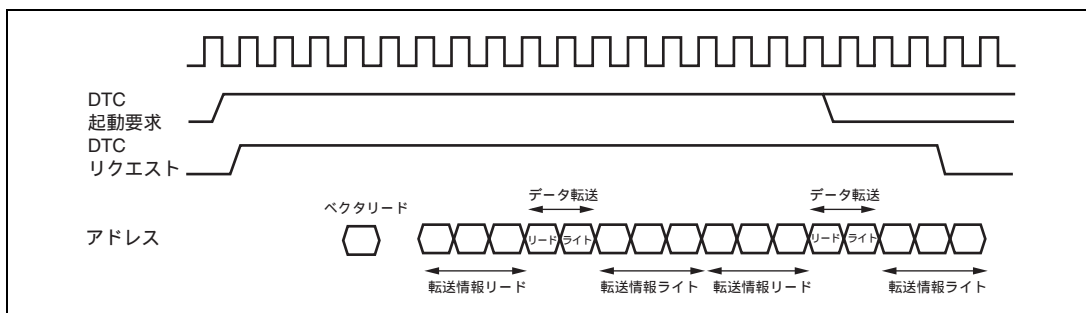 DTC
起動要求
DTC
リクエスト
データ転送
データ転送
ベクタリード
アドレス
リード
ライト
リード
ライト
転送情報リード
転送情報ライト
転送情報リード
転送情報ライト